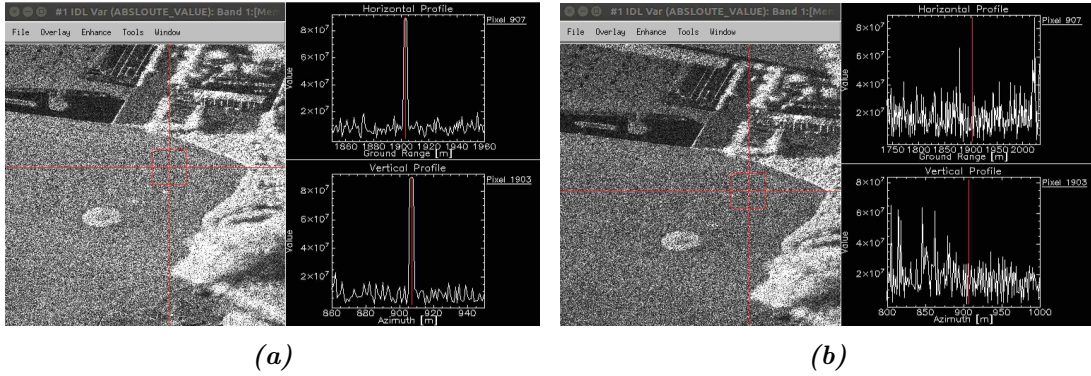 #1 IDL Var (ABSLOUTE_VALUE): Band 1:[Mem
File Overlay Enhance Tools Window
Horizontal Profile
Pixel 907
8×10⁷
6×10⁷
4×10⁷
2×10⁷
Value
1860 1880 1900 1920 1940 1960
Ground Range [m]
Vertical Profile
Pixel 1903
8×10⁷
6×10⁷
4×10⁷
2×10⁷
Value
860 880 900 920 940
Azimuth [m]
(a)
#1 IDL Var (ABSLOUTE_VALUE): Band 1:[Mem
File Overlay Enhance Tools Window
Horizontal Profile
Pixel 907
8×10⁷
6×10⁷
4×10⁷
2×10⁷
Value
1750 1800 1850 1900 1950 2000
Ground Range [m]
Vertical Profile
Pixel 1903
8×10⁷
6×10⁷
4×10⁷
2×10⁷
Value
800 850 900 950 1000
Azimuth [m]
(b)